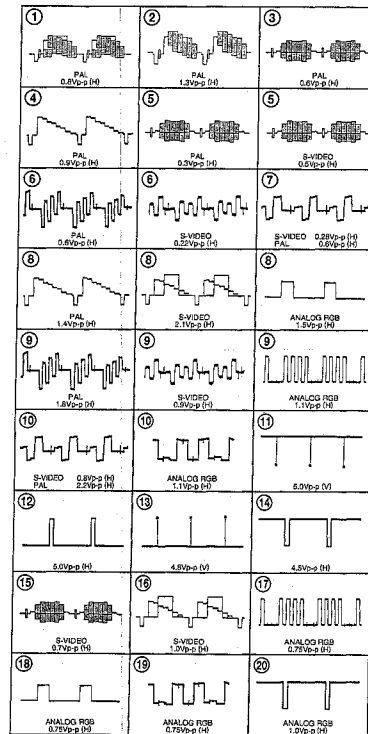 1
PAL
0.8Vp-p (H)
2
PAL
1.3Vp-p (H)
3
PAL
0.6Vp-p (H)
4
PAL
0.9Vp-p (H)
5
PAL
0.3Vp-p (H)
5
S-VIDEO
0.5Vp-p (H)
6
PAL
0.6Vp-p (H)
6
S-VIDEO
0.22Vp-p (H)
7
S-VIDEO 0.28Vp-p (H)
PAL 0.6Vp-p (H)
8
PAL
1.4Vp-p (H)
8
S-VIDEO
2.1Vp-p (H)
8
ANALOG RGB
1.5Vp-p (H)
9
PAL
1.8Vp-p (H)
9
S-VIDEO
0.9Vp-p (H)
9
ANALOG RGB
1.1Vp-p (H)
10
S-VIDEO 0.8Vp-p (H)
PAL 2.2Vp-p (H)
10
ANALOG RGB
1.1Vp-p (H)
11
5.0Vp-p (V)
12
5.0Vp-p (H)
13
4.8Vp-p (V)
14
4.5Vp-p (H)
15
S-VIDEO
0.7Vp-p (H)
16
S-VIDEO
1.0Vp-p (H)
17
ANALOG RGB
0.75Vp-p (H)
18
ANALOG RGB
0.75Vp-p (H)
19
ANALOG RGB
0.75Vp-p (H)
20
ANALOG RGB
1.0Vp-p (H)